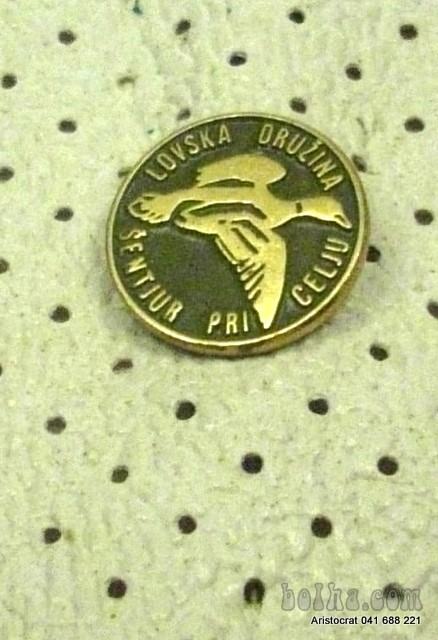 LOVSKA DRUŽINA
ŠENTJUR PRI CELJU
bolha.com
Aristocrat 041 688 221